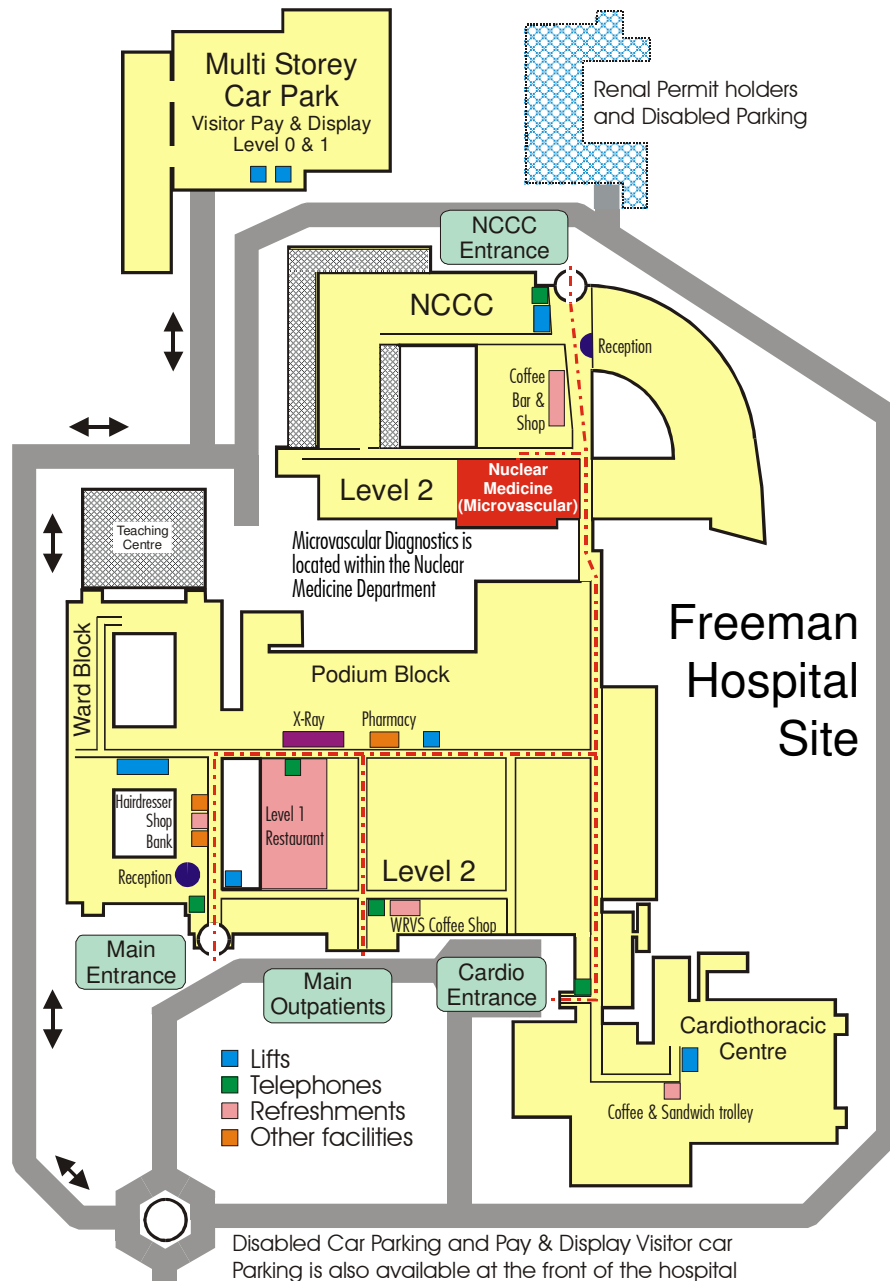 Multi Storey
Car Park
Visitor Pay & Display
Level 0 & 1
Renal Permit holders
and Disabled Parking
NCCC
Entrance
NCCC
Reception
Coffee
Bar &
Shop
Level 2
Nuclear
Medicine
(Microvascular)
Teaching
Centre
Microvascular Diagnostics is
located within the Nuclear
Medicine Department
Freeman
Hospital
Site
Ward Block
Podium Block
X-Ray
Pharmacy
Hairdresser
Shop
Bank
Level 1
Restaurant
Level 2
Reception
WRVS Coffee Shop
Main
Entrance
Main
Outpatients
Cardio
Entrance
Cardiothoracic
Centre
Coffee & Sandwich trolley
Lifts
Telephones
Refreshments
Other facilities
Disabled Car Parking and Pay & Display Visitor car
Parking is also available at the front of the hospital